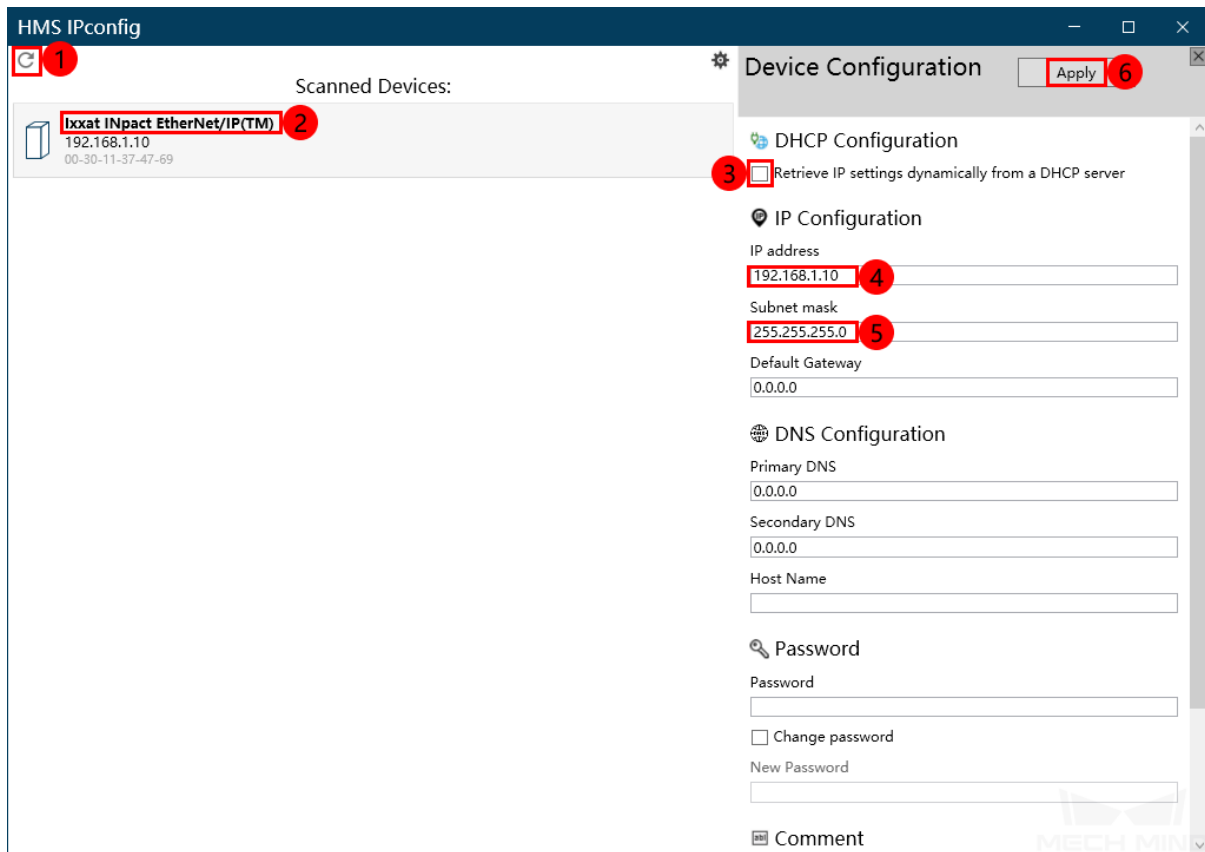 HMS IPconfig
1
Scanned Devices:
Ixxat INpact EtherNet/IP(TM)
2
192.168.1.10
00-30-11-37-47-69
Device Configuration
Apply
6
DHCP Configuration
3
Retrieve IP settings dynamically from a DHCP server
IP
IP Configuration
IP address
192.168.1.10
4
Subnet mask
255.255.255.0
5
Default Gateway
0.0.0.0
DNS Configuration
Primary DNS
0.0.0.0
Secondary DNS
0.0.0.0
Host Name
Password
Password
Change password
New Password
abl
Comment
MECH MIND